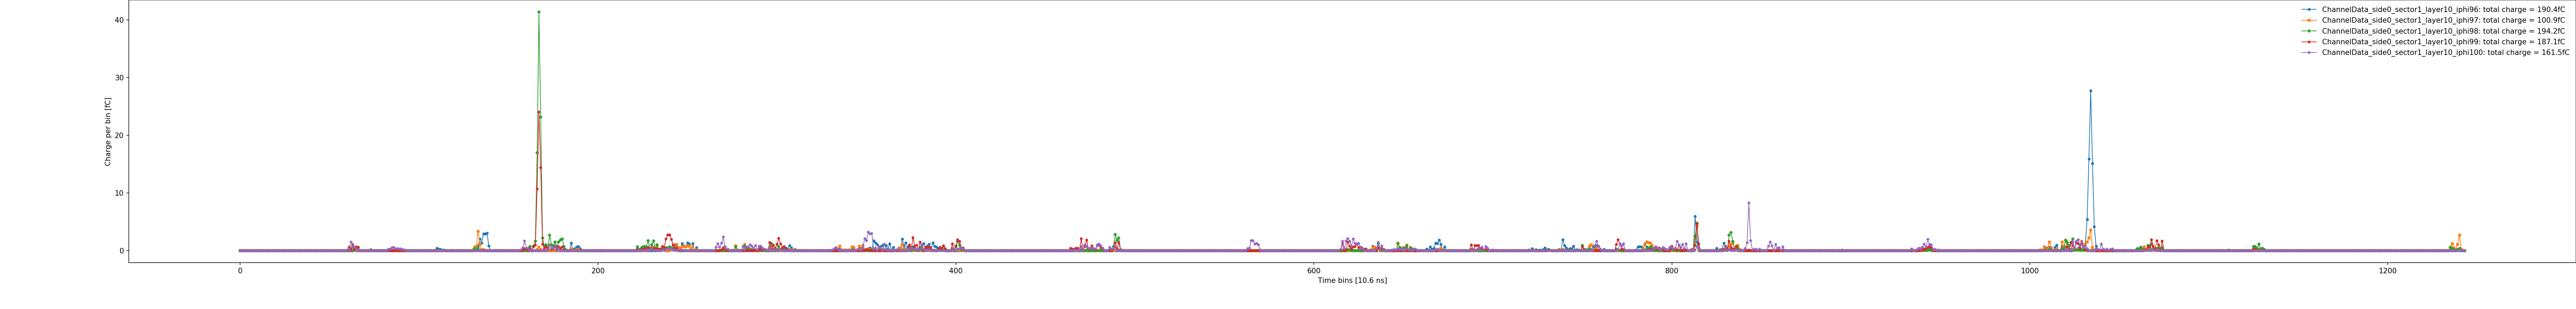 40
30
20
10
0
Charge per bin [fC]
ChannelData_side0_sector1_layer10_iphi96: total charge = 190.4fC
ChannelData_side0_sector1_layer10_iphi97: total charge = 100.9fC
ChannelData_side0_sector1_layer10_iphi98: total charge = 194.2fC
ChannelData_side0_sector1_layer10_iphi99: total charge = 187.1fC
ChannelData_side0_sector1_layer10_iphi100: total charge = 161.5fC
0 200 400 600 800 1000 1200
Time bins [10.6 ns]